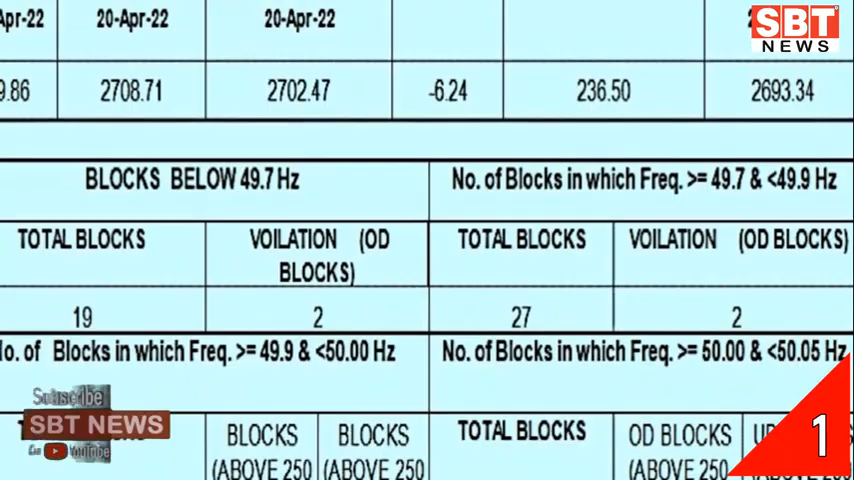 Apr-22 20-Apr-22 20-Apr-22
SBT
NEWS
9.86 2708.71 2702.47 -6.24 236.50 2693.34
BLOCKS BELOW 49.7 Hz No. of Blocks in which Freq. >= 49.7 & <49.9 Hz
TOTAL BLOCKS VOILATION (OD BLOCKS) TOTAL BLOCKS VOILATION (OD BLOCKS)
19 2 27 2
No. of Blocks in which Freq. >= 49.9 & <50.00 Hz No. of Blocks in which Freq. >= 50.00 & <50.05 Hz
Subscribe
SBT NEWS
On YouTube
BLOCKS BLOCKS TOTAL BLOCKS OD BLOCKS
(ABOVE 250 (ABOVE 250 (ABOVE 250
1